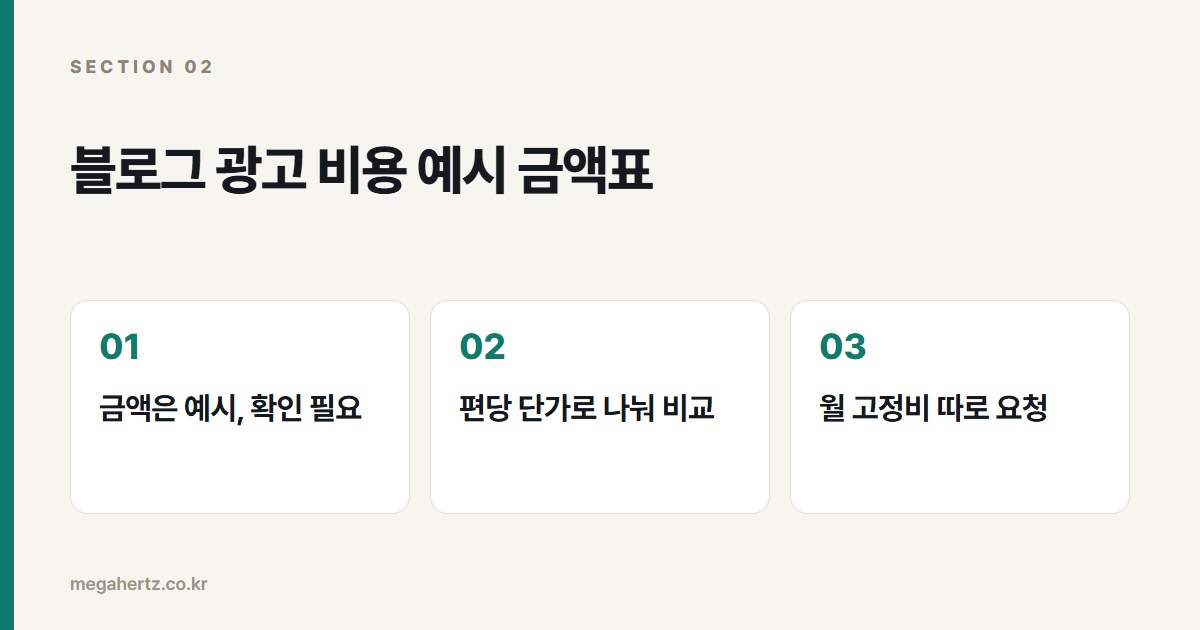 SECTION 02
블로그 광고 비용 예시 금액표
01
금액은 예시, 확인 필요
02
편당 단가로 나눠 비교
03
월 고정비 따로 요청
megahertz.co.kr